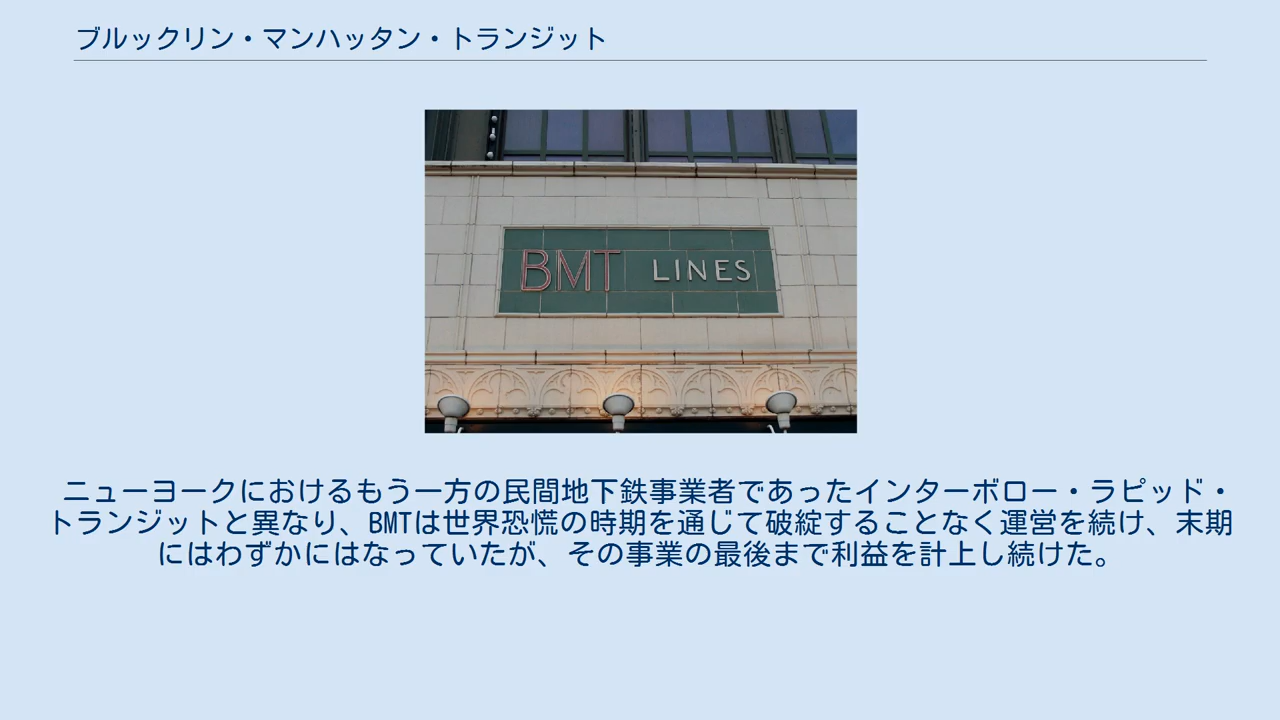 ブルックリン・マンハッタン・トランジット
BMT LINES
ニューヨークにおけるもう一方の民間地下鉄事業者であったインターボロー・ラピッド・
トランジットと異なり、BMTは世界恐慌の時期を通じて破綻することなく運営を続け、末期
にはわずかにはなっていたが、その事業の最後まで利益を計上し続けた。